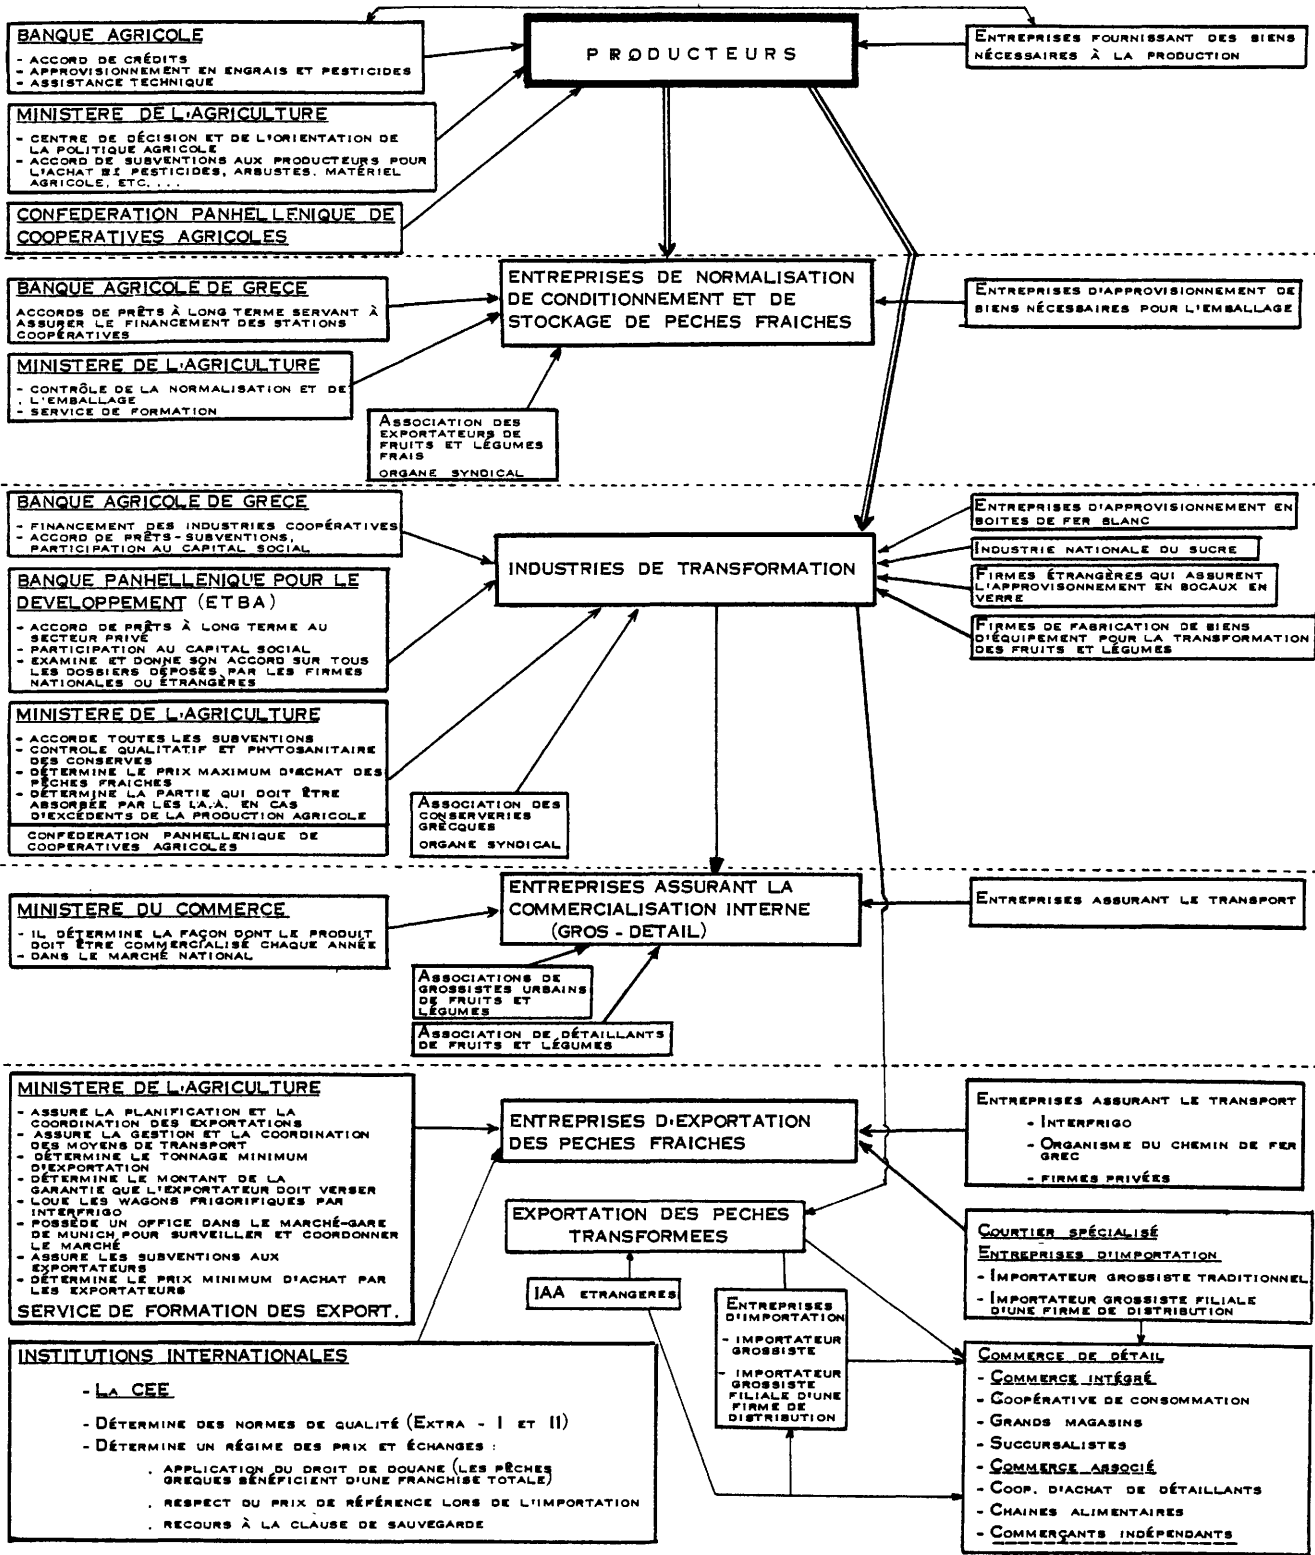 BANQUE AGRICOLE
- ACCORD DE CRÉDITS
- APPROVISIONNEMENT EN ENGRAIS ET PESTICIDES
- ASSISTANCE TECHNIQUE
PRODUCTEURS
ENTREPRISES FOURNISSANT DES BIENS
NÉCESSAIRES À LA PRODUCTION
MINISTERE DE L'AGRICULTURE
- CENTRE DE DÉCISION ET DE L'ORIENTATION DE
LA POLITIQUE AGRICOLE
- ACCORD DE SUBVENTIONS AUX PRODUCTEURS POUR
L'ACHAT BI PESTICIDES, ARBUSTES, MATÉRIEL
AGRICOLE, ETC....
CONFEDERATION PANHELLENIQUE DE
COOPERATIVES AGRICOLES
BANQUE AGRICOLE DE GRECE
ACCORDS DE PRÊTS À LONG TERME SERVANT À
ASSURER LE FINANCEMENT DES STATIONS
COOPÉRATIVES
ENTREPRISES DE NORMALISATION
DE CONDITIONNEMENT ET DE
STOCKAGE DE PECHES FRAICHES
ENTREPRISES D'APPROVISIONNEMENT DE
BIENS NÉCESSAIRES POUR L'EMBALLAGE
MINISTERE DE L'AGRICULTURE
- CONTRÔLE DE LA NORMALISATION ET DE
. L'EMBALLAGE
- SERVICE DE FORMATION
ASSOCIATION DES
EXPORTATEURS DE
FRUITS ET LÉGUMES
FRAIS
ORGANE SYNDICAL
BANQUE AGRICOLE DE GRECE
- FINANCEMENT DES INDUSTRIES COOPÉRATIVES
- ACCORD DE PRÊTS-SUBVENTIONS,
PARTICIPATION AU CAPITAL SOCIAL
INDUSTRIES DE TRANSFORMATION
ENTREPRISES D'APPROVISIONNEMENT EN
BOITES DE FER BLANC
INDUSTRIE NATIONALE DU SUCRE
FIRMES ÉTRANGÈRES QUI ASSURENT
L'APPROVISONNEMENT EN BOCAUX EN
VERRE
FIRMES DE FABRICATION DE BIENS
D'ÉQUIPEMENT POUR LA TRANSFORMATION
DES FRUITS ET LÉGUMES
BANQUE PANHELLENIQUE POUR LE
DEVELOPPEMENT (ETBA)
- ACCORD DE PRÊTS À LONG TERME AU
SECTEUR PRIVÉ
- PARTICIPATION AU CAPITAL SOCIAL
- EXAMINE ET DONNE SON ACCORD SUR TOUS
LES DOSSIERS DÉPOSÉS PAR LES FIRMES
NATIONALES OU ÉTRANGÈRES
MINISTERE DE L'AGRICULTURE
- ACCORDE TOUTES LES SUBVENTIONS
- CONTROLE QUALITATIF ET PHYTOSANITAIRE
DES CONSERVES
- DÉTERMINE LE PRIX MAXIMUM D'ACHAT DES
PÊCHES FRAICHES
- DÉTERMINE LA PARTIE QUI DOIT ÊTRE
ABSORBÉE PAR LES I.A.A. EN CAS
D'EXCÉDENTS DE LA PRODUCTION AGRICOLE
CONFEDERATION PANHELLENIQUE DE
COOPERATIVES AGRICOLES
ASSOCIATION DES
CONSERVERIES
GRECQUES
ORGANE SYNDICAL
MINISTERE DU COMMERCE
- IL DÉTERMINE LA FAÇON DONT LE PRODUIT
DOIT ÊTRE COMMERCIALISÉ CHAQUE ANNÉE
- DANS LE MARCHÉ NATIONAL
ENTREPRISES ASSURANT LA
COMMERCIALISATION INTERNE
(GROS - DETAIL)
ENTREPRISES ASSURANT LE TRANSPORT
ASSOCIATIONS DE
GROSSISTES URBAINS
DE FRUITS ET
LÉGUMES
ASSOCIATION DE DÉTAILLANTS
DE FRUITS ET LÉGUMES
MINISTERE DE L'AGRICULTURE
- ASSURE LA PLANIFICATION ET LA
COORDINATION DES EXPORTATIONS
- ASSURE LA GESTION ET LA COORDINATION
DES MOYENS DE TRANSPORT
- DÉTERMINE LE TONNAGE MINIMUM
D'EXPORTATION
- DÉTERMINE LE MONTANT DE LA
GARANTIE QUE L'EXPORTATEUR DOIT VERSER
- LOUE LES WAGONS FRIGORIFIQUES PAR
INTERFRIGO
- POSSÈDE UN OFFICE DANS LE MARCHÉ-GARE
DE MUNICH POUR SURVEILLER ET COORDONNER
LE MARCHÉ
- ASSURE LES SUBVENTIONS AUX
EXPORTATEURS
- DÉTERMINE LE PRIX MINIMUM D'ACHAT PAR
LES EXPORTATEURS
SERVICE DE FORMATION DES EXPORT.
ENTREPRISES D'EXPORTATION
DES PECHES FRAICHES
ENTREPRISES ASSURANT LE TRANSPORT
- INTERFRIGO
- ORGANISME DU CHEMIN DE FER
GREC
- FIRMES PRIVÉES
EXPORTATION DES PECHES
TRANSFORMEES
COURTIER SPÉCIALISÉ
ENTREPRISES D'IMPORTATION
- IMPORTATEUR GROSSISTE TRADITIONNEL
- IMPORTATEUR GROSSISTE FILIALE
D'UNE FIRME DE DISTRIBUTION
IAA ETRANGERES
ENTREPRISES
D'IMPORTATION
- IMPORTATEUR
GROSSISTE
- IMPORTATEUR
GROSSISTE
FILIALE D'UNE
FIRME DE
DISTRIBUTION
INSTITUTIONS INTERNATIONALES
- LA CEE
- DÉTERMINE DES NORMES DE QUALITÉ (EXTRA - I ET II)
- DÉTERMINE UN RÉGIME DES PRIX ET ÉCHANGES :
. APPLICATION DU DROIT DE DOUANE (LES PÊCHES
GREQUES BÉNÉFICIENT D'UNE FRANCHISE TOTALE)
. RESPECT DU PRIX DE RÉFÉRENCE LORS DE L'IMPORTATION
. RECOURS À LA CLAUSE DE SAUVEGARDE
COMMERCE DE DÉTAIL
- COMMERCE INTÉGRÉ
- COOPÉRATIVE DE CONSOMMATION
- GRANDS MAGASINS
- SUCCURSALISTES
- COMMERCE ASSOCIÉ
- COOP. D'ACHAT DE DÉTAILLANTS
- CHAINES ALIMENTAIRES
- COMMERÇANTS INDÉPENDANTS